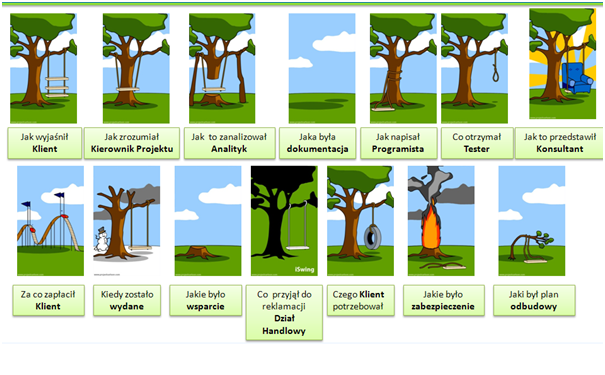 Jak wyjaśnił
Klient
Jak zrozumiał
Kierownik Projektu
Jak to zanalizował
Analityk
Jaka była
dokumentacja
Jak napisał
Programista
Co otrzymał
Tester
Jak to przedstawił
Konsultant
iSwing
Za co zapłacił
Klient
Kiedy zostało
wydane
Jakie było
wsparcie
Co przyjął do
reklamacji
Dział
Handlowy
Czego Klient
potrzebował
Jakie było
zabezpieczenie
Jaki był plan
odbudowy